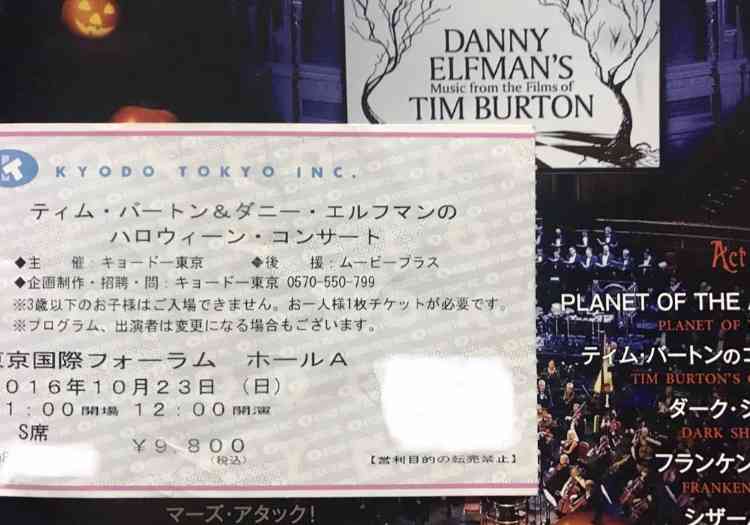 DANNY
ELFMAN'S
Music from the Films of
TIM BURTON
KYODO TOKYO INC.
ティム・バートン&ダニー・エルフマンの
ハロウィーン・コンサート
◆主 催:キョードー東京 ◆後 援:ムービープラス
◆企画制作・招聘・問:キョードー東京 0570-550-799
※3歳以下のお子様はご入場できません。お一人様1枚チケットが必要です。
※プログラム、出演者は変更になる場合もございます。
京国際フォーラム ホールA
016年10月23日 (日)
1:00開場 12:00開演
S席
¥9,800
(税込)
【営利目的の転売禁止】
Act
PLANET OF THE
PLANET OF
ティム・バートンのコ
TIM BURTON'S
ダーク・シ
DARK SH
フランケン
FRANKEN
シザー
マーズ・アタック!